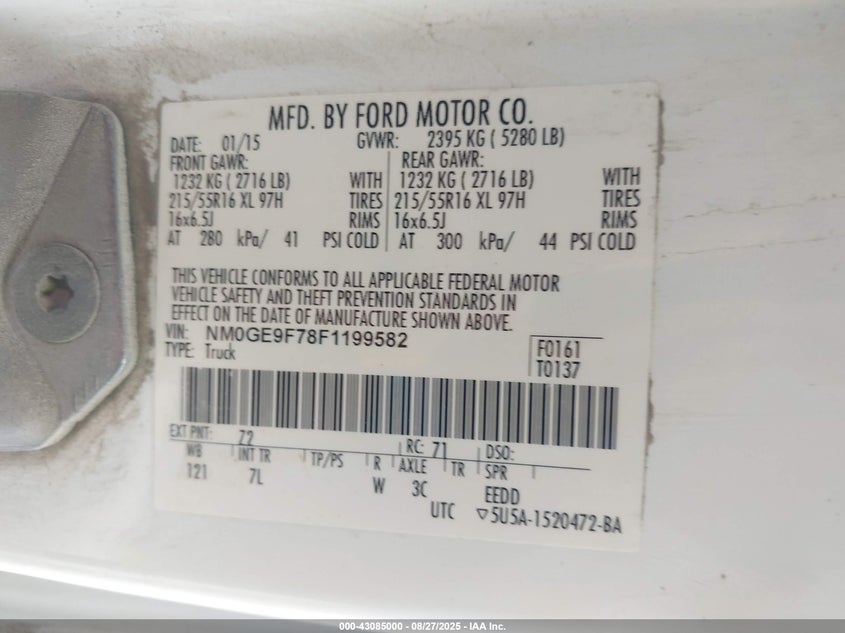 MFD. BY FORD MOTOR CO.
DATE: 01/15 GVWR: 2395 KG ( 5280 LB)
FRONT GAWR: REAR GAWR:
1232 KG ( 2716 LB) WITH 1232 KG ( 2716 LB) WITH
215/55R16 XL 97H TIRES 215/55R16 XL 97H TIRES
16x6.5J RIMS 16x6.5J RIMS
AT 280 kPa/ 41 PSI COLD AT 300 kPa/ 44 PSI COLD
THIS VEHICLE CONFORMS TO ALL APPLICABLE FEDERAL MOTOR
VEHICLE SAFETY AND THEFT PREVENTION STANDARDS IN
EFFECT ON THE DATE OF MANUFACTURE SHOWN ABOVE.
VIN: NM0GE9F78F1199582
TYPE: Truck
F0161
T0137
EXT PNT: Z2 RC: 71 DSO:
WB INT TR TP/PS R AXLE TR SPR
121 7L W 3C EEDD
UTC ▽5U5A-1520472-BA
000-43085000 - 08/27/2025 - IAA Inc.